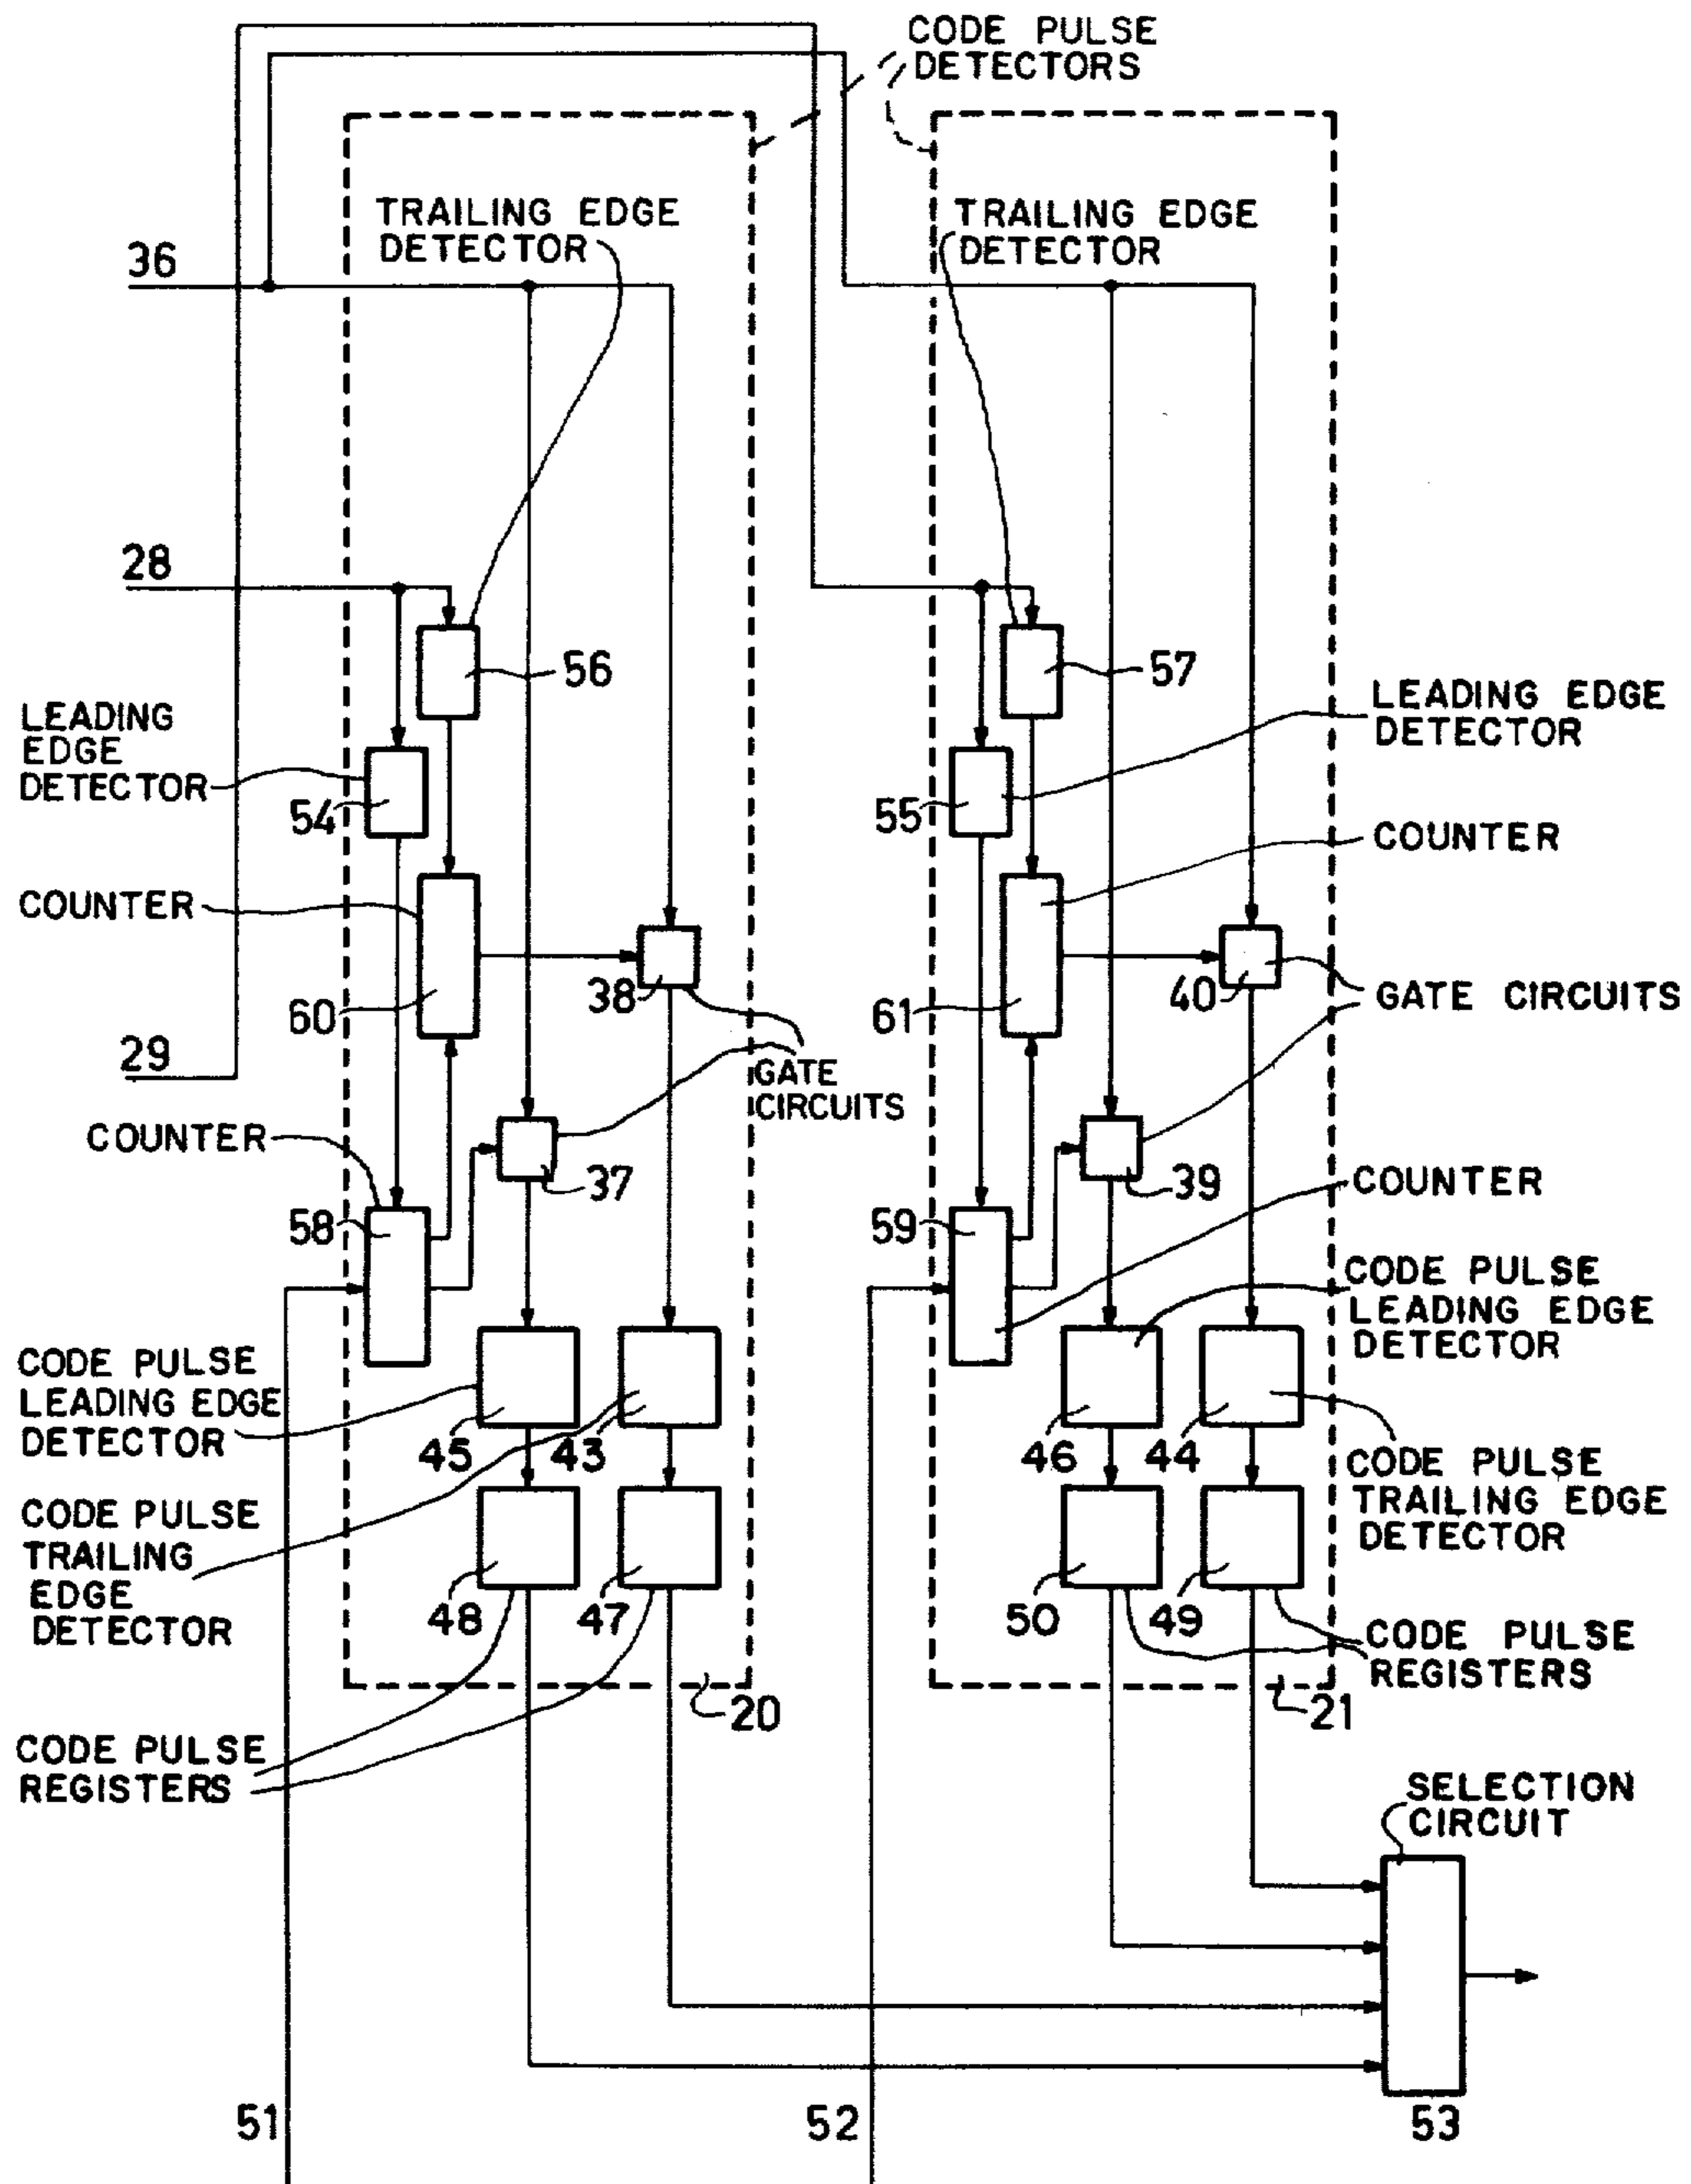 CODE PULSE
DETECTORS
TRAILING EDGE
DETECTOR
TRAILING EDGE
DETECTOR
36
28
56
57
LEADING
EDGE
DETECTOR
LEADING EDGE
DETECTOR
54
55
COUNTER
COUNTER
38
40
GATE CIRCUITS
60
61
29
GATE
CIRCUITS
COUNTER
37
39
COUNTER
58
59
CODE PULSE
LEADING EDGE
DETECTOR
CODE PULSE
LEADING EDGE
DETECTOR
45
43
46
44
CODE PULSE
TRAILING EDGE
DETECTOR
CODE PULSE
TRAILING
EDGE
DETECTOR
48
47
50
49
CODE PULSE
REGISTERS
20
21
CODE PULSE
REGISTERS
SELECTION
CIRCUIT
51
52
53